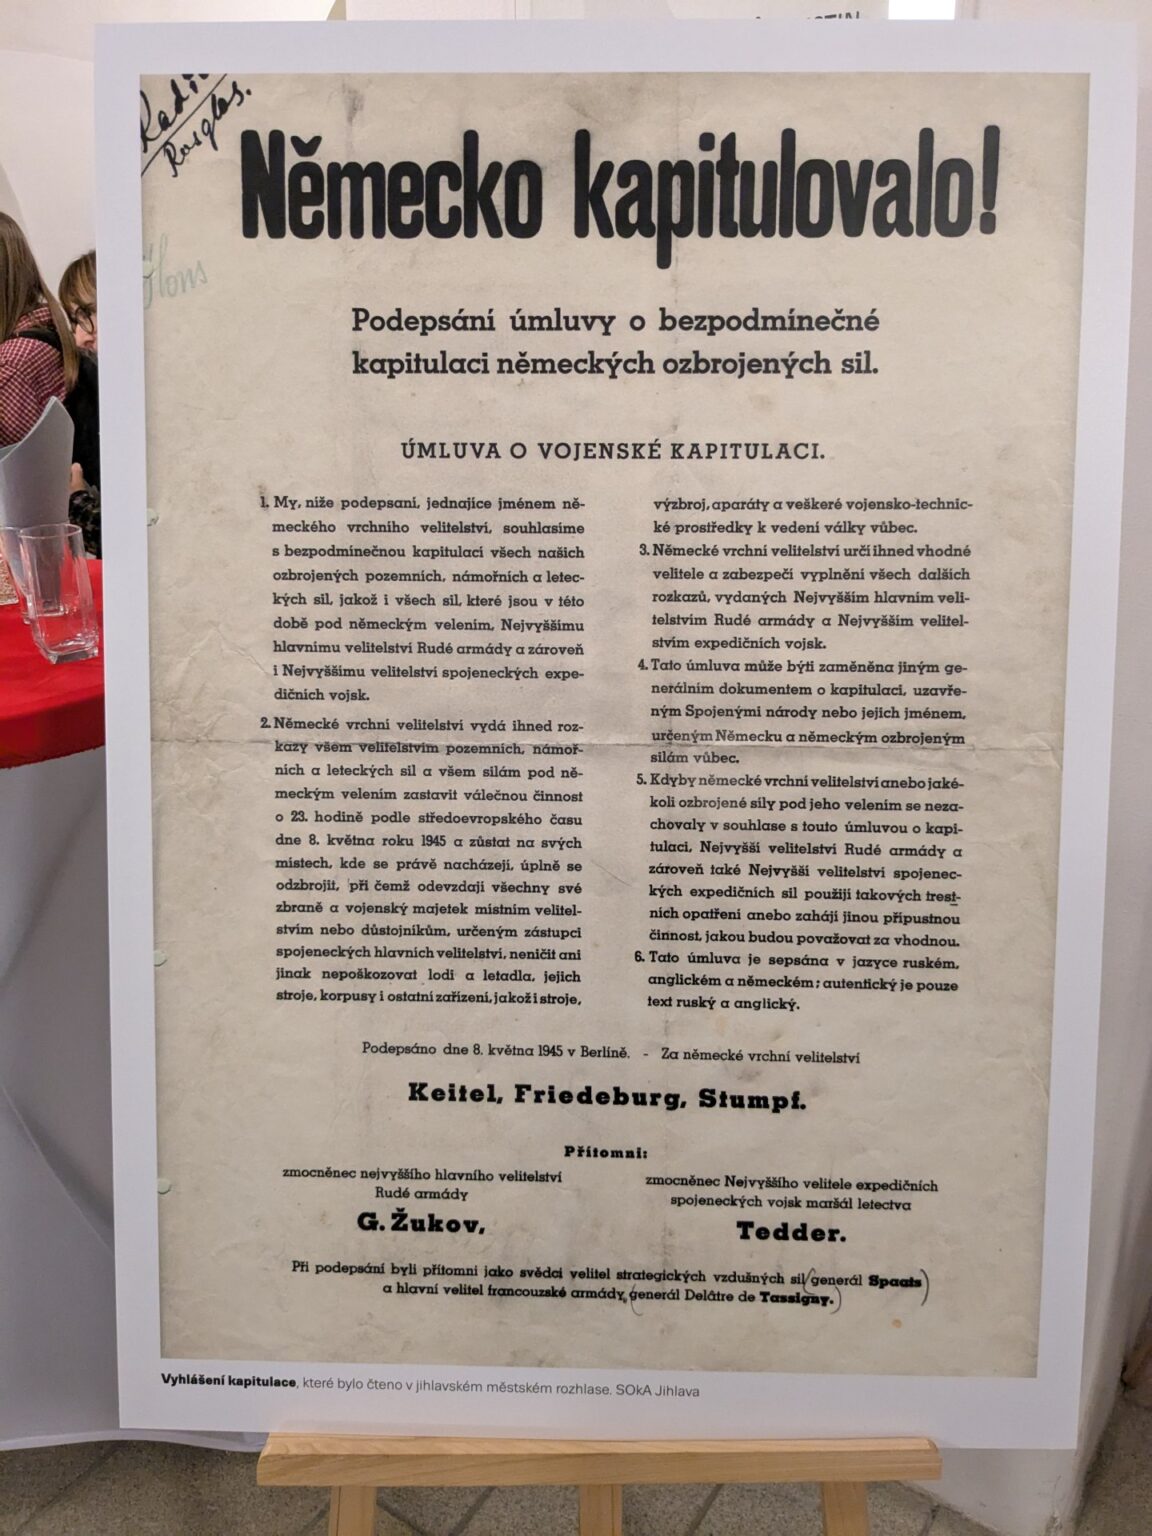 Rozglas.
Německo kapitulovalo!
Podepsání úmluvy o bezpodmínečné
kapitulaci německých ozbrojených sil.
ÚMLUVA O VOJENSKÉ KAPITULACI.
1. My, níže podepsaní, jednajíce jménem ně-
meckého vrchního velitelství, souhlasíme
s bezpodmínečnou kapitulací všech našich
ozbrojených pozemních, námořních a letec-
kých sil, jakož i všech sil, které jsou v této
době pod německým velením, Nejvyššímu
hlavnímu velitelství Rudé armády a zároveň
i Nejvyššímu velitelství spojeneckých expe-
dičních vojsk.
2. Německé vrchní velitelství vydá ihned roz-
kazy všem velitelstvím pozemních, námoř-
ních a leteckých sil a všem silám pod ně-
meckým velením zastavit válečnou činnost
o 23. hodině podle středoevropského času
dne 8. května roku 1945 a zůstat na svých
místech, kde se právě nacházejí, úplně se
odzbrojit, při čemž odevzdají všechny své
zbraně a vojenský majetek místním velitel-
stvím nebo důstojníkům, určeným zástupci
spojeneckých hlavních velitelství, neničit ani
jinak nepoškozovat lodi a letadla, jejich
stroje, korpusy i ostatní zařízení, jakož i stroje,
výzbroj, aparáty a veškeré vojensko-technic-
ké prostředky k vedení války vůbec.
3. Německé vrchní velitelství určí ihned vhodné
velitele a zabezpečí vyplnění všech dalších
rozkazů, vydaných Nejvyšším hlavním veli-
telstvím Rudé armády a Nejvyšším velitel-
stvím expedičních vojsk.
4. Tato úmluva může býti zaměněna jiným ge-
nerálním dokumentem o kapitulaci, uzavře-
ným Spojenými národy nebo jejich jménem,
určeným Německu a německým ozbrojeným
silám vůbec.
5. Kdyby německé vrchní velitelství anebo jaké-
koli ozbrojené síly pod jeho velením se neza-
chovaly v souhlase s touto úmluvou o kapi-
tulaci, Nejvyšší velitelství Rudé armády a
zároveň také Nejvyšší velitelství spojenec-
kých expedičních sil použijí takových trest-
ních opatření anebo zahájí jinou přípustnou
činnost, jakou budou považovat za vhodnou.
6. Tato úmluva je sepsána v jazyce ruském,
anglickém a německém; autentický je pouze
text ruský a anglický.
Podepsáno dne 8. května 1945 v Berlíně. - Za německé vrchní velitelství
Keitel, Friedeburg, Stumpf.
Přítomni:
zmocněnec nejvyššího hlavního velitelství
Rudé armády
G. Žukov,
zmocněnec Nejvyššího velitele expedičních
spojeneckých vojsk maršál letectva
Tedder.
Při podepsání byli přítomni jako svědci velitel strategických vzdušných sil (generál Spaats)
a hlavní velitel francouzské armády, (generál Delâtre de Tassigny.)
Vyhlášení kapitulace, které bylo čteno v jihlavském městském rozhlase. SOkA Jihlava